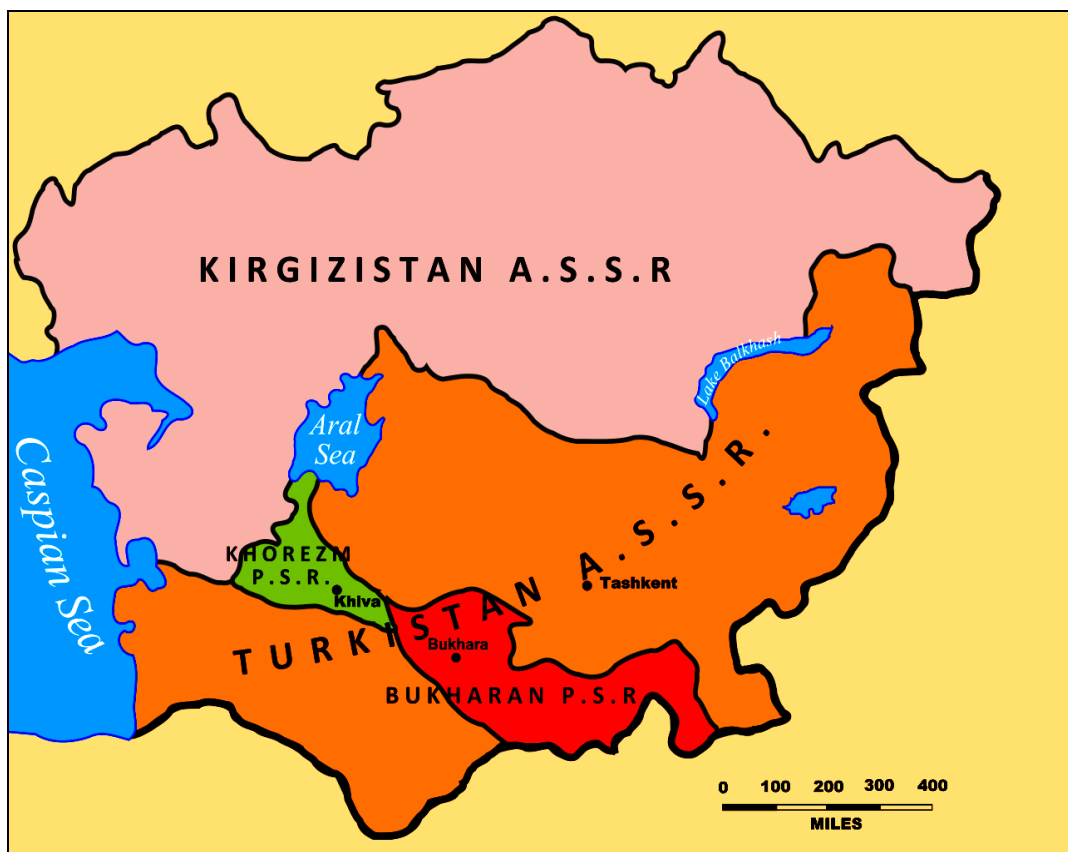 KIRGIZISTAN A.S.S.R
Lake Balkhash
Aral
Sea
Caspian Sea
KHOREZM
P.S.R.
Khiva
TURKISTAN A.S.S.R.
Tashkent
Bukhara
BUKHARAN P.S.R
0 100 200 300 400
MILES